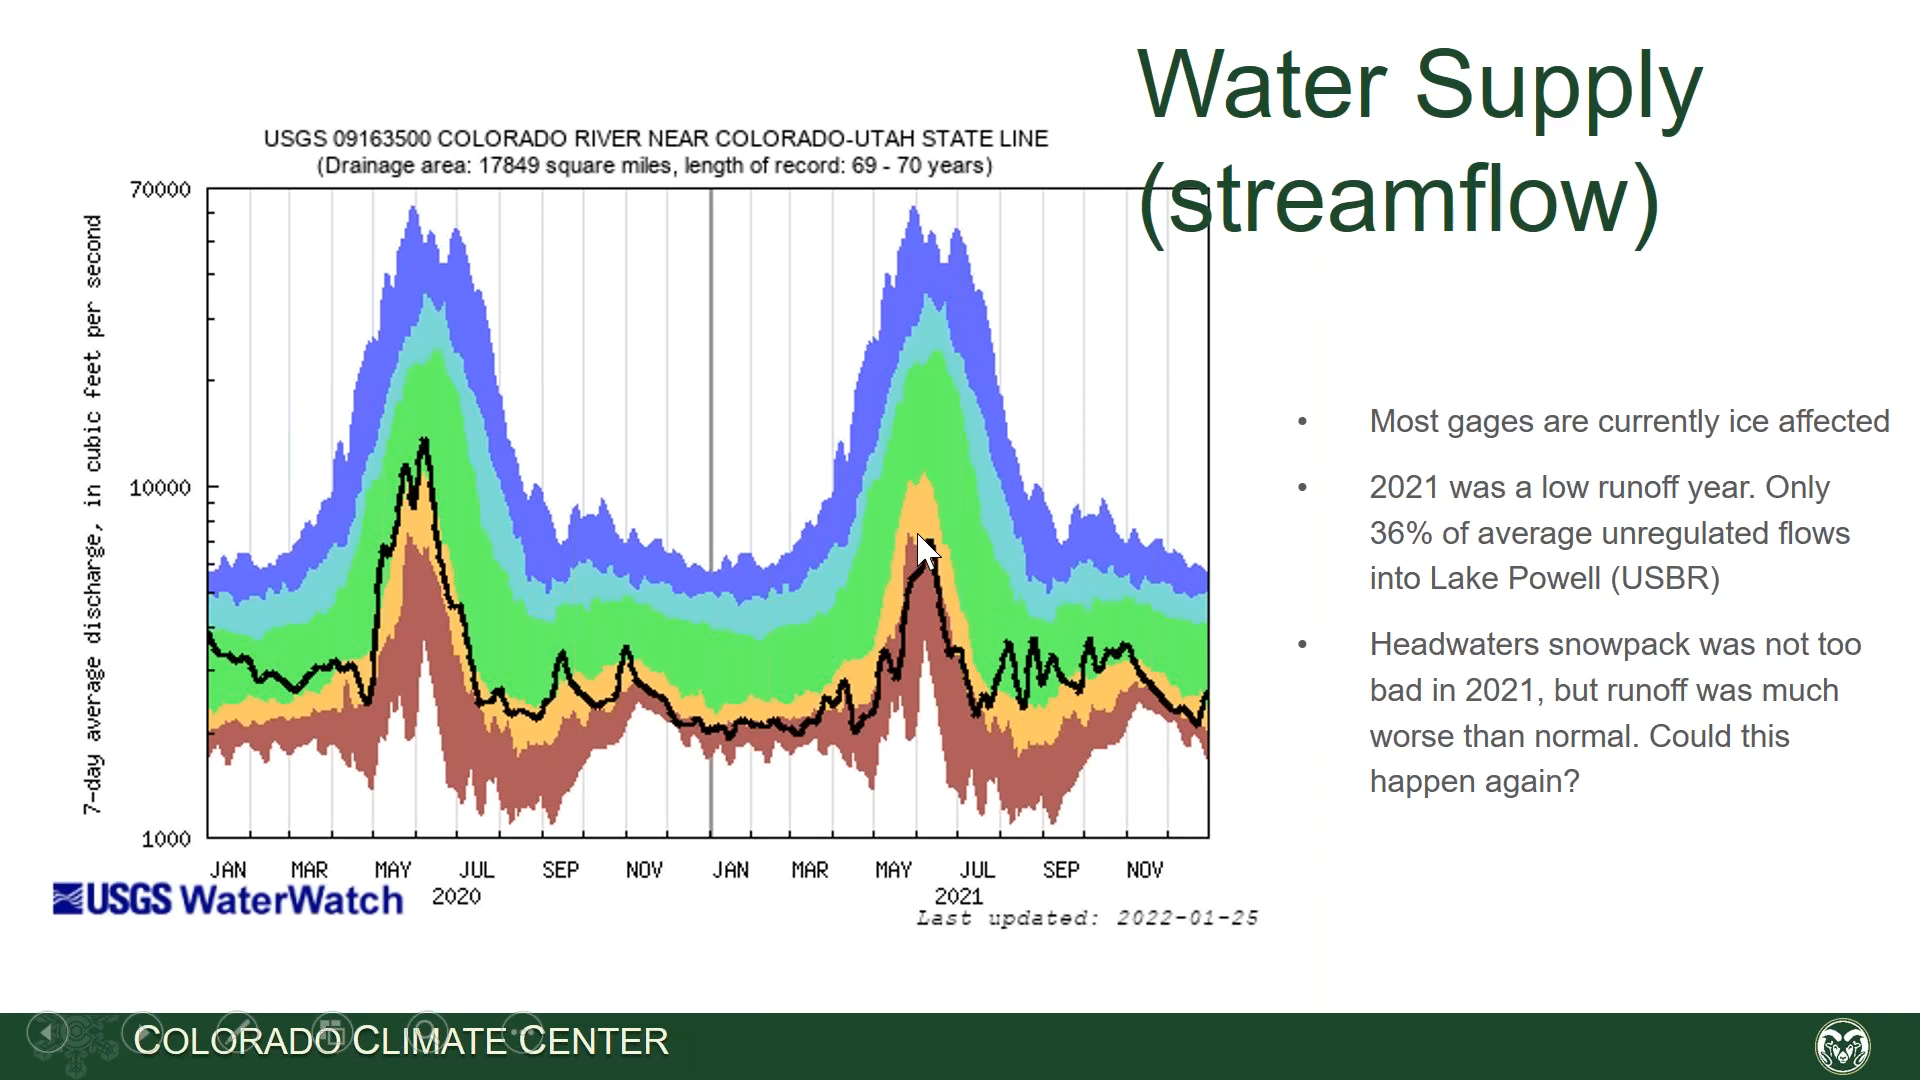 Water Supply
(streamflow)
USGS 09163500 COLORADO RIVER NEAR COLORADO-UTAH STATE LINE
(Drainage area: 17849 square miles, length of record: 69 - 70 years)
7-day average discharge, in cubic feet per second
70000
10000
1000
JAN MAR MAY JUL SEP NOV JAN MAR MAY JUL SEP NOV
2020 2021
USGS WaterWatch
Last updated: 2022-01-25
• Most gages are currently ice affected
• 2021 was a low runoff year. Only
36% of average unregulated flows
into Lake Powell (USBR)
• Headwaters snowpack was not too
bad in 2021, but runoff was much
worse than normal. Could this
happen again?
COLORADO CLIMATE CENTER